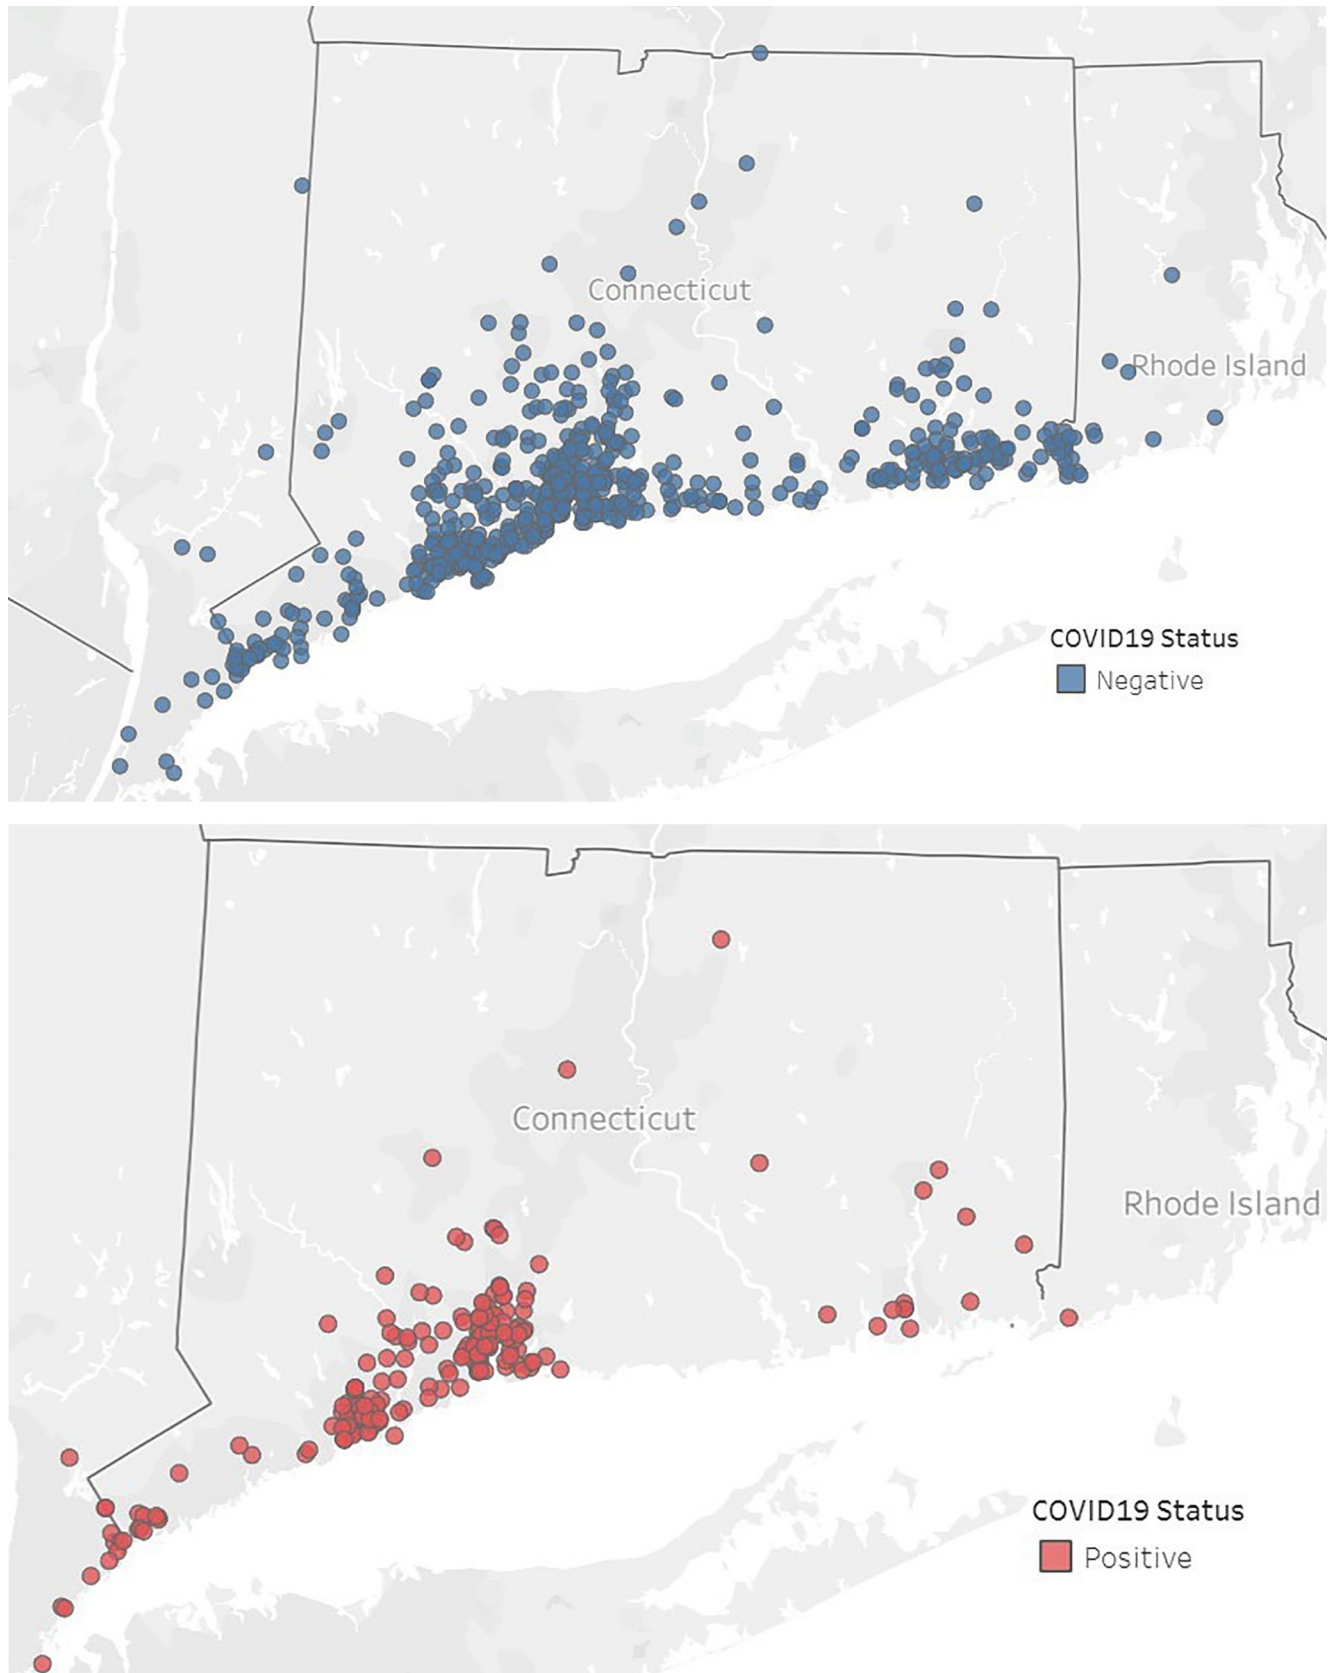 Connecticut
Rhode Island
COVID19 Status
Negative
Connecticut
Rhode Island
COVID19 Status
Positive